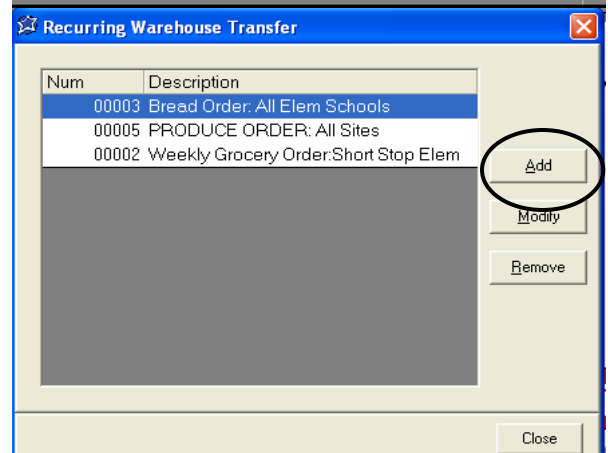 Recurring Warehouse Transfer
Num Description
00003 Bread Order: All Elem Schools
00005 PRODUCE ORDER: All Sites
00002 Weekly Grocery Order:Short Stop Elem
Add
Modify
Remove
Close